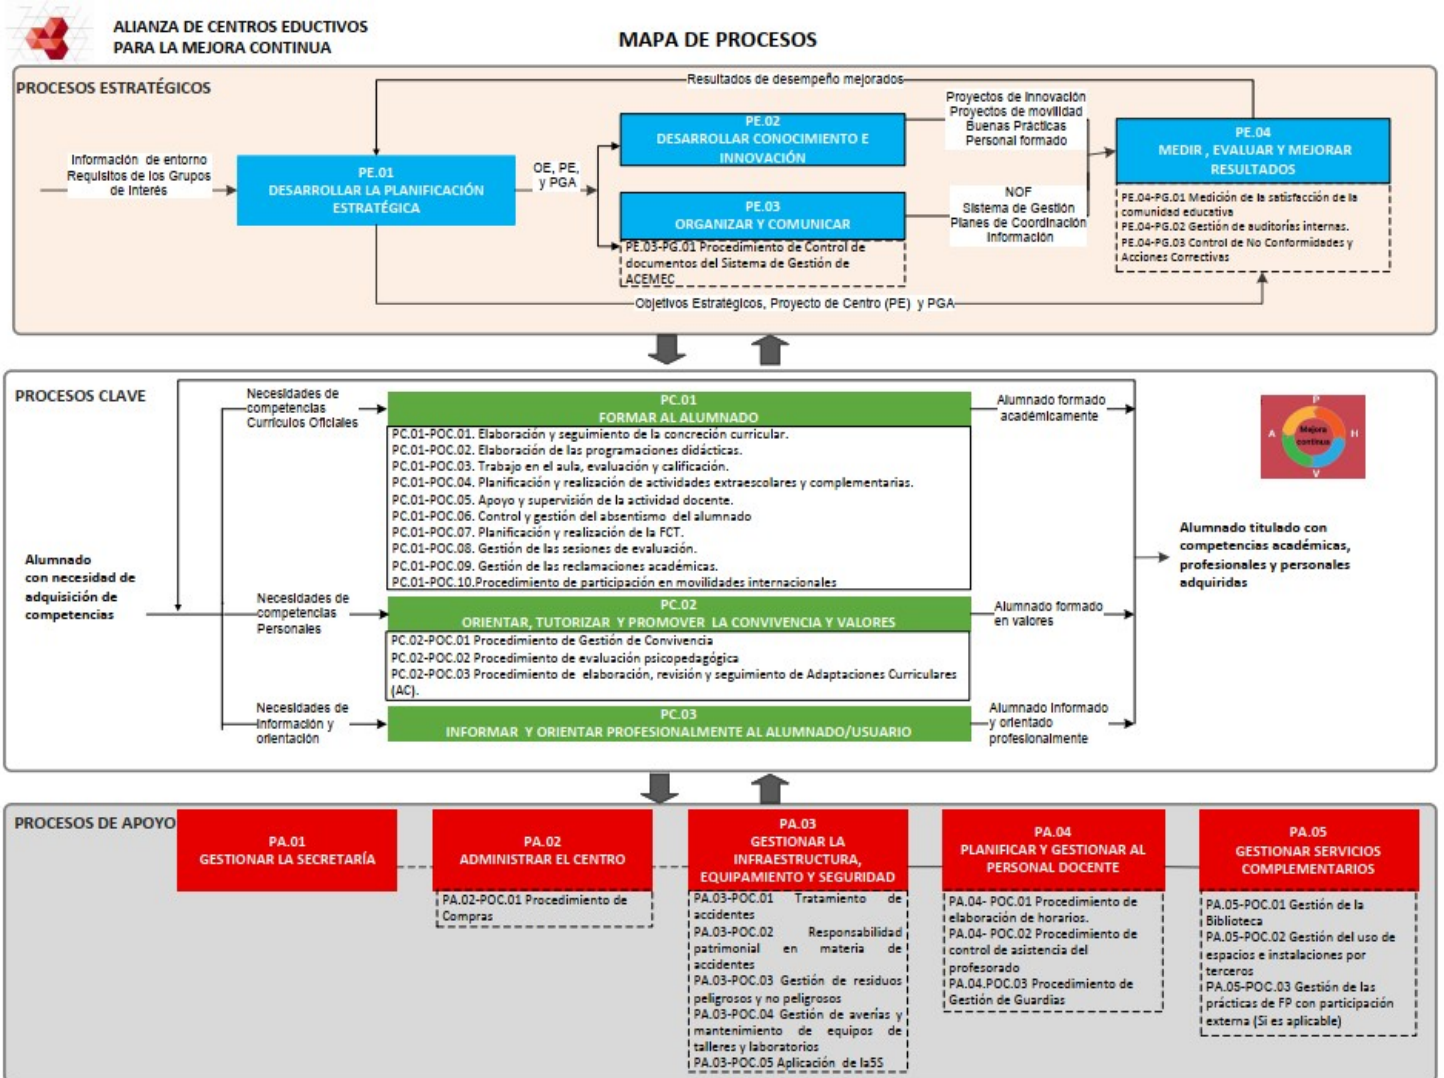 ALIANZA DE CENTROS EDUCTIVOS
PARA LA MEJORA CONTINUA
MAPA DE PROCESOS
PROCESOS ESTRATÉGICOS
Resultados de desempeño mejorados
Información de entorno
Requisitos de los Grupos
de Interés
PE.01
DESARROLLAR LA PLANIFICACIÓN
ESTRATÉGICA
OE, PE,
y PGA
PE.02
DESARROLLAR CONOCIMIENTO E
INNOVACIÓN
PE.03
ORGANIZAR Y COMUNICAR
PE.03-PG.01 Procedimiento de Control de
documentos del Sistema de Gestión de
ACEMEC
Proyectos de Innovación
Proyectos de movilidad
Buenas Prácticas
Personal formado
NOF
Sistema de Gestión
Planes de Coordinación
Información
PE.04
MEDIR , EVALUAR Y MEJORAR
RESULTADOS
PE.04-PG.01 Medición de la satisfacción de la
comunidad educativa
PE.04-PG.02 Gestión de auditorías internas.
PE.04-PG.03 Control de No Conformidades y
Acciones Correctivas
Objetivos Estratégicos, Proyecto de Centro (PE) y PGA
PROCESOS CLAVE
Alumnado
con necesidad de
adquisición de
competencias
Necesidades de
competencias
Currículos Oficiales
PC.01
FORMAR AL ALUMNADO
PC.01-POC.01. Elaboración y seguimiento de la concreción curricular.
PC.01-POC.02. Elaboración de las programaciones didácticas.
PC.01-POC.03. Trabajo en el aula, evaluación y calificación.
PC.01-POC.04. Planificación y realización de actividades extraescolares y complementarias.
PC.01-POC.05. Apoyo y supervisión de la actividad docente.
PC.01-POC.06. Control y gestión del absentismo del alumnado
PC.01-POC.07. Planificación y realización de la FCT.
PC.01-POC.08. Gestión de las sesiones de evaluación.
PC.01-POC.09. Gestión de las reclamaciones académicas.
PC.01-POC.10.Procedimiento de participación en movilidades internacionales
Alumnado formado
académicamente
Necesidades de
competencias
Personales
PC.02
ORIENTAR, TUTORIZAR Y PROMOVER LA CONVIVENCIA Y VALORES
PC.02-POC.01 Procedimiento de Gestión de Convivencia
PC.02-POC.02 Procedimiento de evaluación psicopedagógica
PC.02-POC.03 Procedimiento de elaboración, revisión y seguimiento de Adaptaciones Curriculares
(AC).
Alumnado formado
en valores
Necesidades de
Información y
orientación
PC.03
INFORMAR Y ORIENTAR PROFESIONALMENTE AL ALUMNADO/USUARIO
Alumnado Informado
y orientado
profesionalmente
P
A
Mejora
continua
H
V
Alumnado titulado con
competencias académicas,
profesionales y personales
adquiridas
PROCESOS DE APOYO
PA.01
GESTIONAR LA SECRETARÍA
PA.02
ADMINISTRAR EL CENTRO
PA.02-POC.01 Procedimiento de
Compras
PA.03
GESTIONAR LA
INFRAESTRUCTURA,
EQUIPAMIENTO Y SEGURIDAD
PA.03-POC.01 Tratamiento de
accidentes
PA.03-POC.02 Responsabilidad
patrimonial en materia de
accidentes
PA.03-POC.03 Gestión de residuos
peligrosos y no peligrosos
PA.03-POC.04 Gestión de averías y
mantenimiento de equipos de
talleres y laboratorios
PA.03-POC.05 Aplicación de la5S
PA.04
PLANIFICAR Y GESTIONAR AL
PERSONAL DOCENTE
PA.04- POC.01 Procedimiento de
elaboración de horarios.
PA.04- POC.02 Procedimiento de
control de asistencia del
profesorado
PA.04.POC.03 Procedimiento de
Gestión de Guardias
PA.05
GESTIONAR SERVICIOS
COMPLEMENTARIOS
PA.05-POC.01 Gestión de la
Biblioteca
PA.05-POC.02 Gestión del uso de
espacios e instalaciones por
terceros
PA.05-POC.03 Gestión de las
prácticas de FP con participación
externa (Si es aplicable)